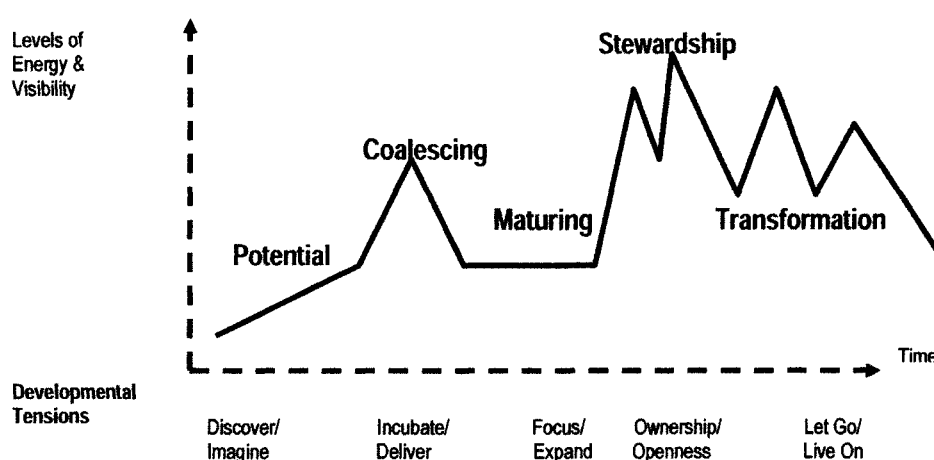 Levels of
Energy &
Visibility
Stewardship
Coalescing
Maturing
Transformation
Potential
Time
Developmental
Tensions
Discover/
Imagine
Incubate/
Deliver
Focus/
Expand
Ownership/
Openness
Let Go/
Live On